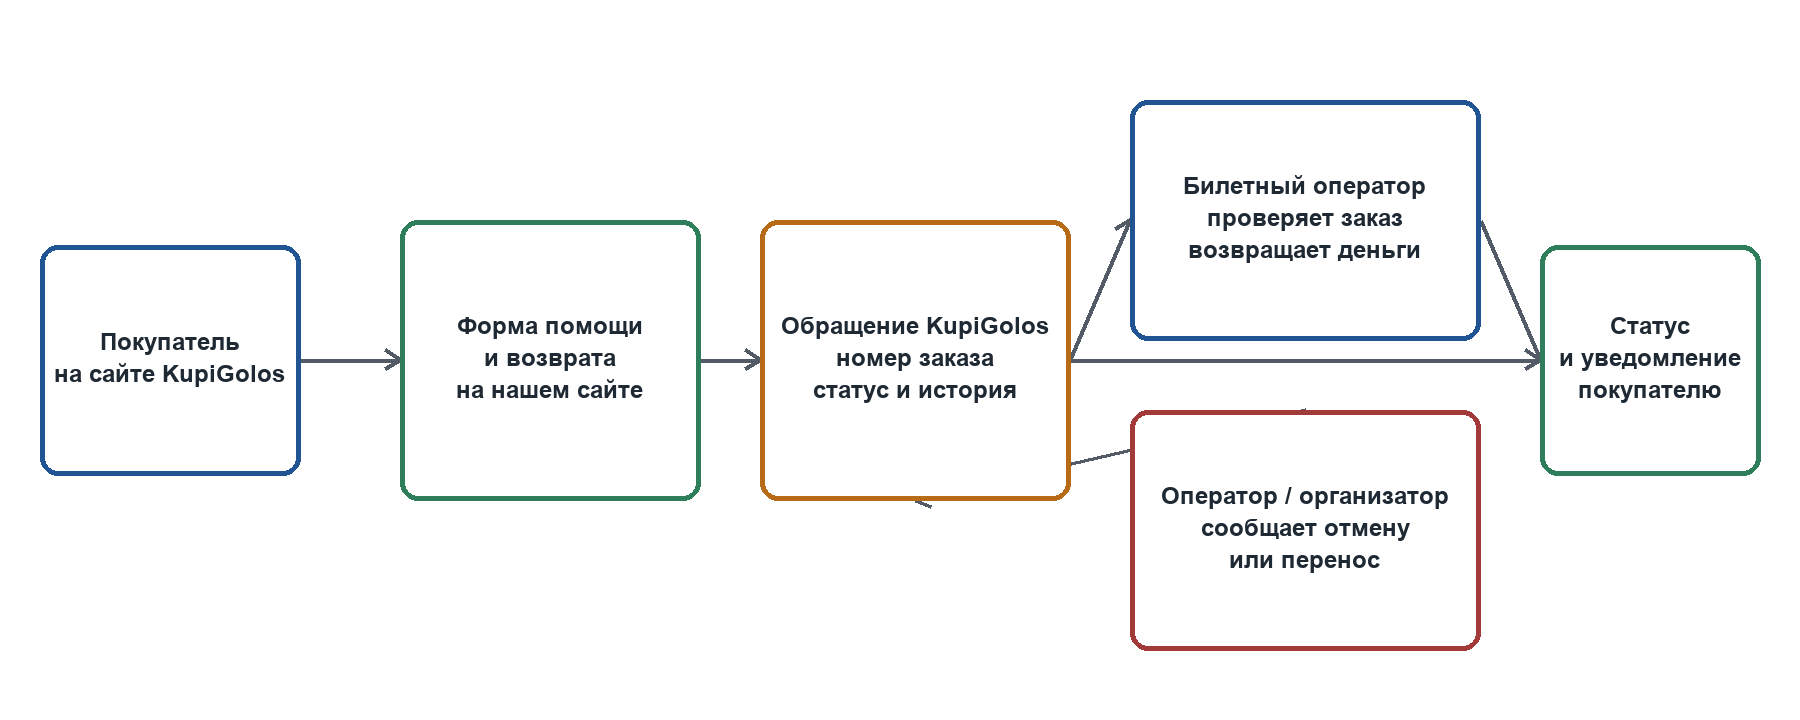 Покупатель
на сайте KupiGolos
Форма помощи
и возврата
на нашем сайте
Обращение KupiGolos
номер заказа
статус и история
Билетный оператор
проверяет заказ
возвращает деньги
Оператор / организатор
сообщает отмену
или перенос
Статус
и уведомление
покупателю